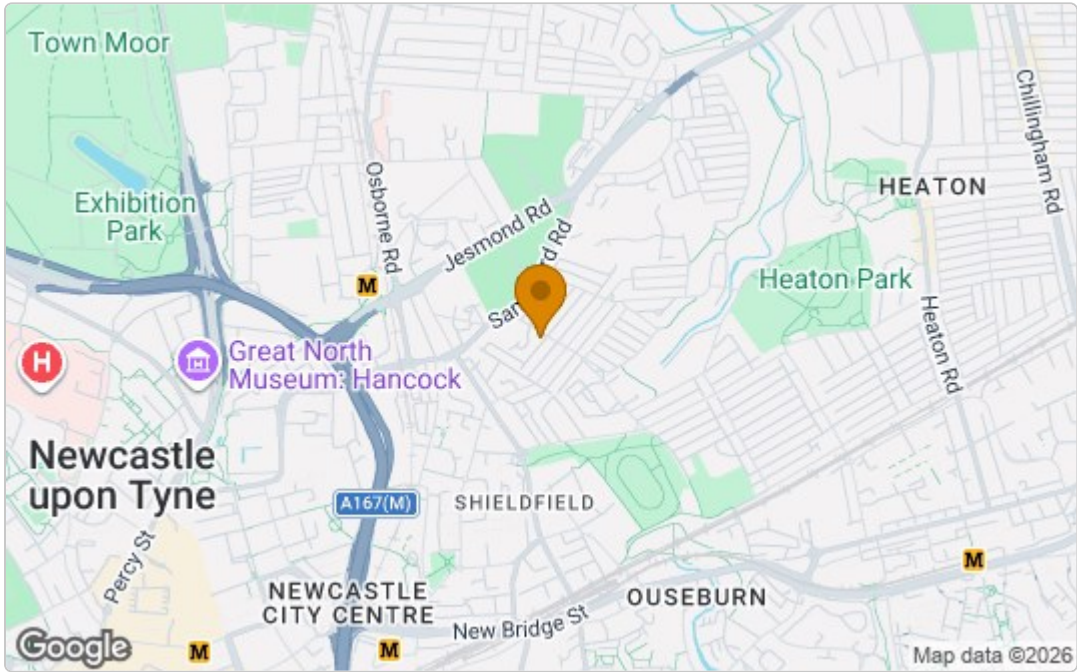 Town Moor
Exhibition
Park
Osborne Rd
Jesmond Rd
HEATON
Chillingham Rd
M
Heaton Park
Heaton Rd
H
Great North
Museum: Hancock
Newcastle
upon Tyne
A167(M)
SHIELDFIELD
Percy St
M
NEWCASTLE
CITY CENTRE
OUSEBURN
New Bridge St
M
M
Google
Map data ©2026